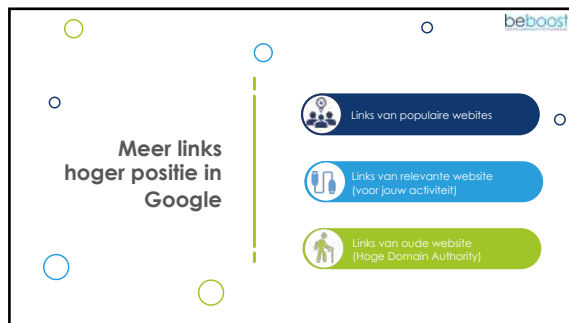 beboost
Meer links
hoger positie in
Google
Links van populaire webites
Links van relevante website
(voor jouw activiteit)
Links van oude website
(Hoge Domain Authority)